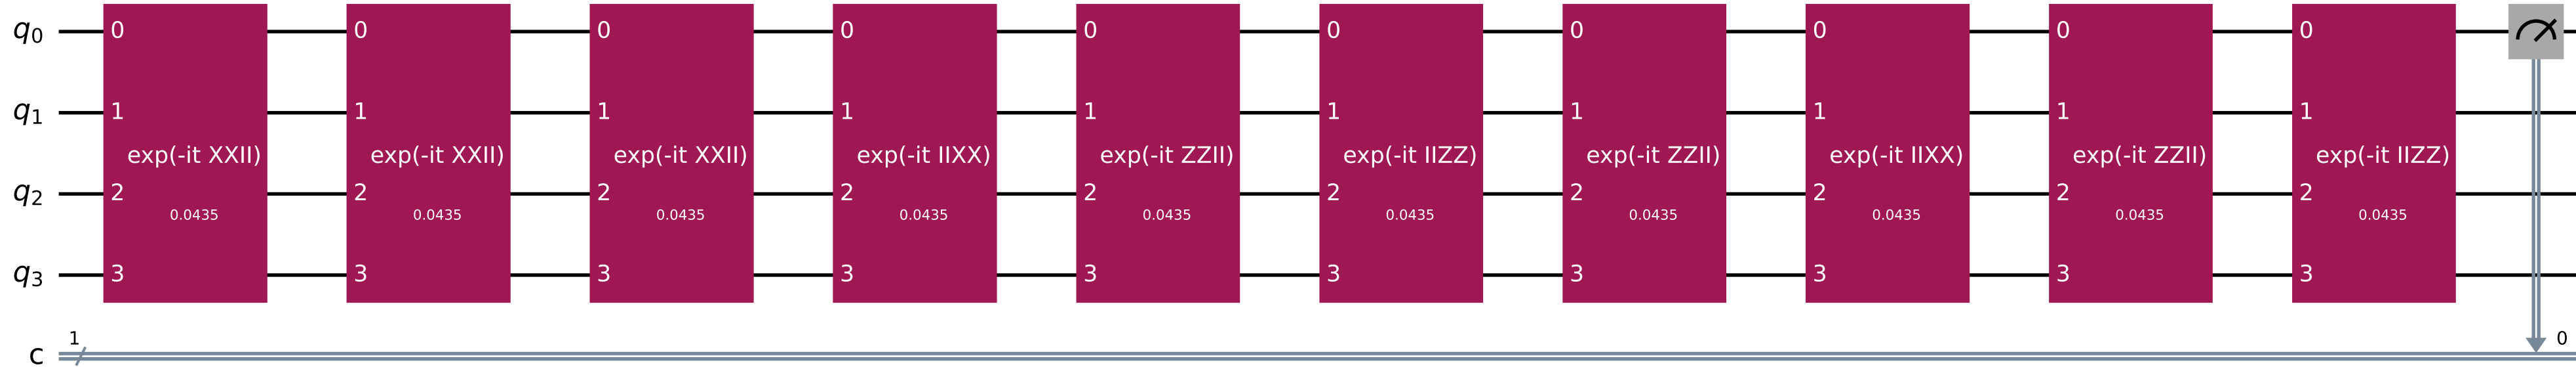 q0 0 0 0 0 0 0 0 0 0 0
q1 1 1 1 1 1 1 1 1 1 1
exp(-it XXII) exp(-it XXII) exp(-it XXII) exp(-it IIXX) exp(-it ZZII) exp(-it IIZZ) exp(-it ZZII) exp(-it IIXX) exp(-it ZZII) exp(-it IIZZ)
q2 2 2 2 2 2 2 2 2 2 2
0.0435 0.0435 0.0435 0.0435 0.0435 0.0435 0.0435 0.0435 0.0435 0.0435
q3 3 3 3 3 3 3 3 3 3 3
1 0
c